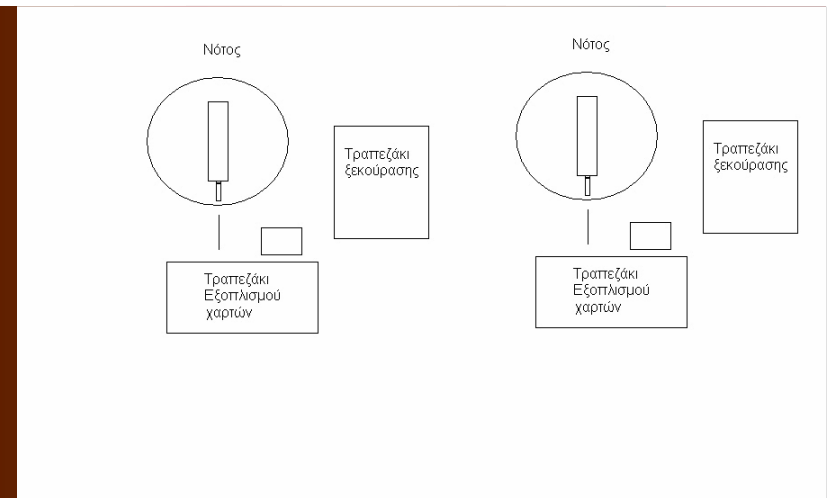 Νότος
Νότος
Τραπεζάκι
ξεκούρασης
Τραπεζάκι
ξεκούρασης
Τραπεζάκι
Εξοπλισμού
χαρτών
Τραπεζάκι
Εξοπλισμού
χαρτών